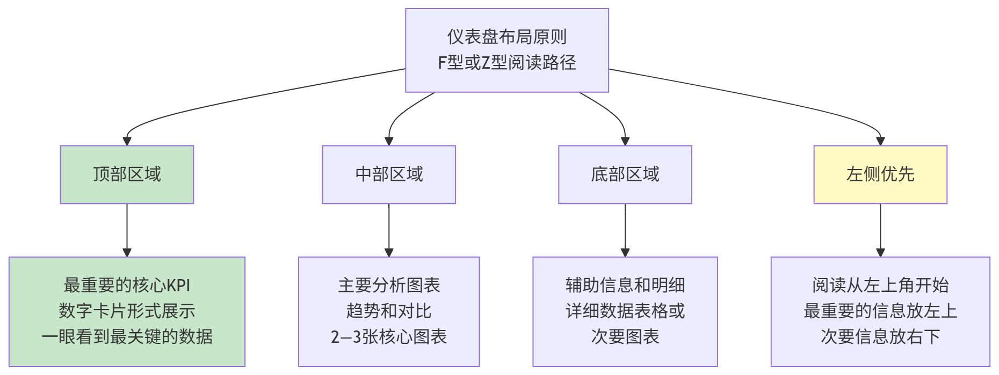 仪表盘布局原则
F型或Z型阅读路径
顶部区域
中部区域
底部区域
左侧优先
最重要的核心KPI
数字卡片形式展示
一眼看到最关键的数据
主要分析图表
趋势和对比
2—3张核心图表
辅助信息和明细
详细数据表格或
次要图表
阅读从左上角开始
最重要的信息放左上
次要信息放右下